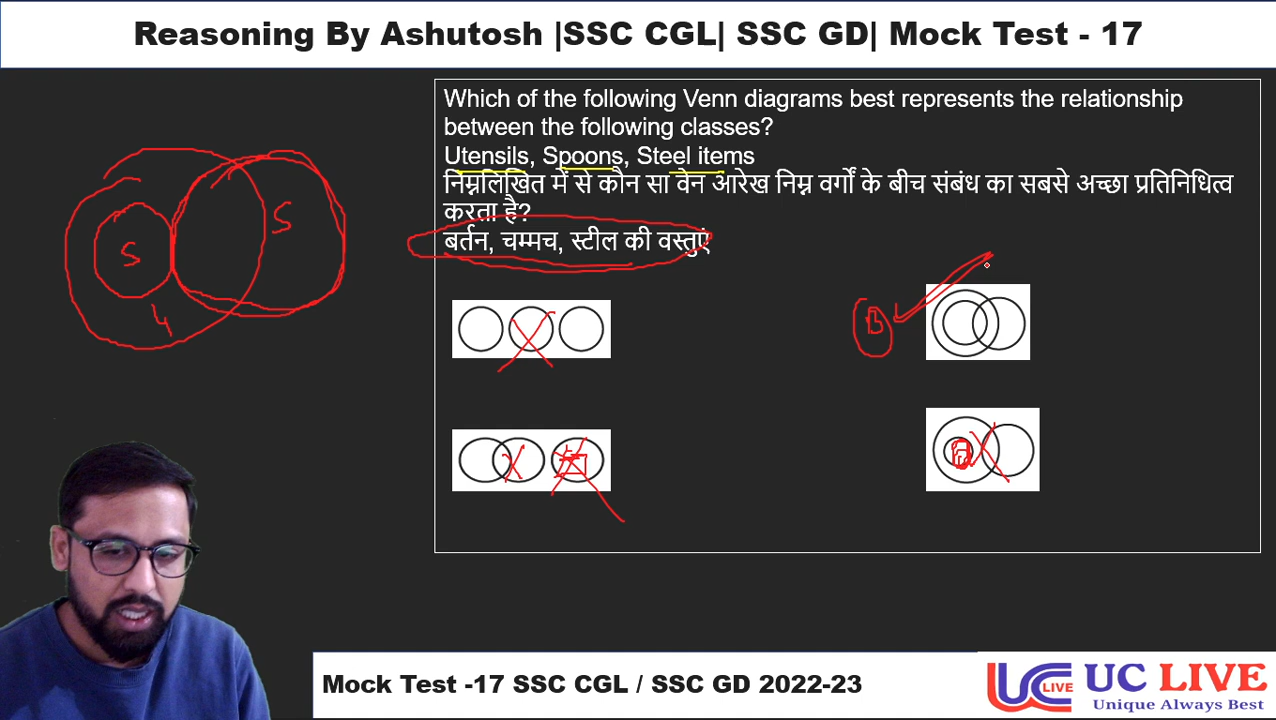 Reasoning By Ashutosh |SSC CGL| SSC GD| Mock Test - 17
Which of the following Venn diagrams best represents the relationship
between the following classes?
Utensils, Spoons, Steel items
निम्नलिखित में से कौन सा वेन आरेख निम्न वर्गों के बीच संबंध का सबसे अच्छा प्रतिनिधित्व
करता है?
बर्तन, चम्मच, स्टील की वस्तुएं
S
S
4
B
Mock Test -17 SSC CGL / SSC GD 2022-23
LIVE
UC LIVE
Unique Always Best